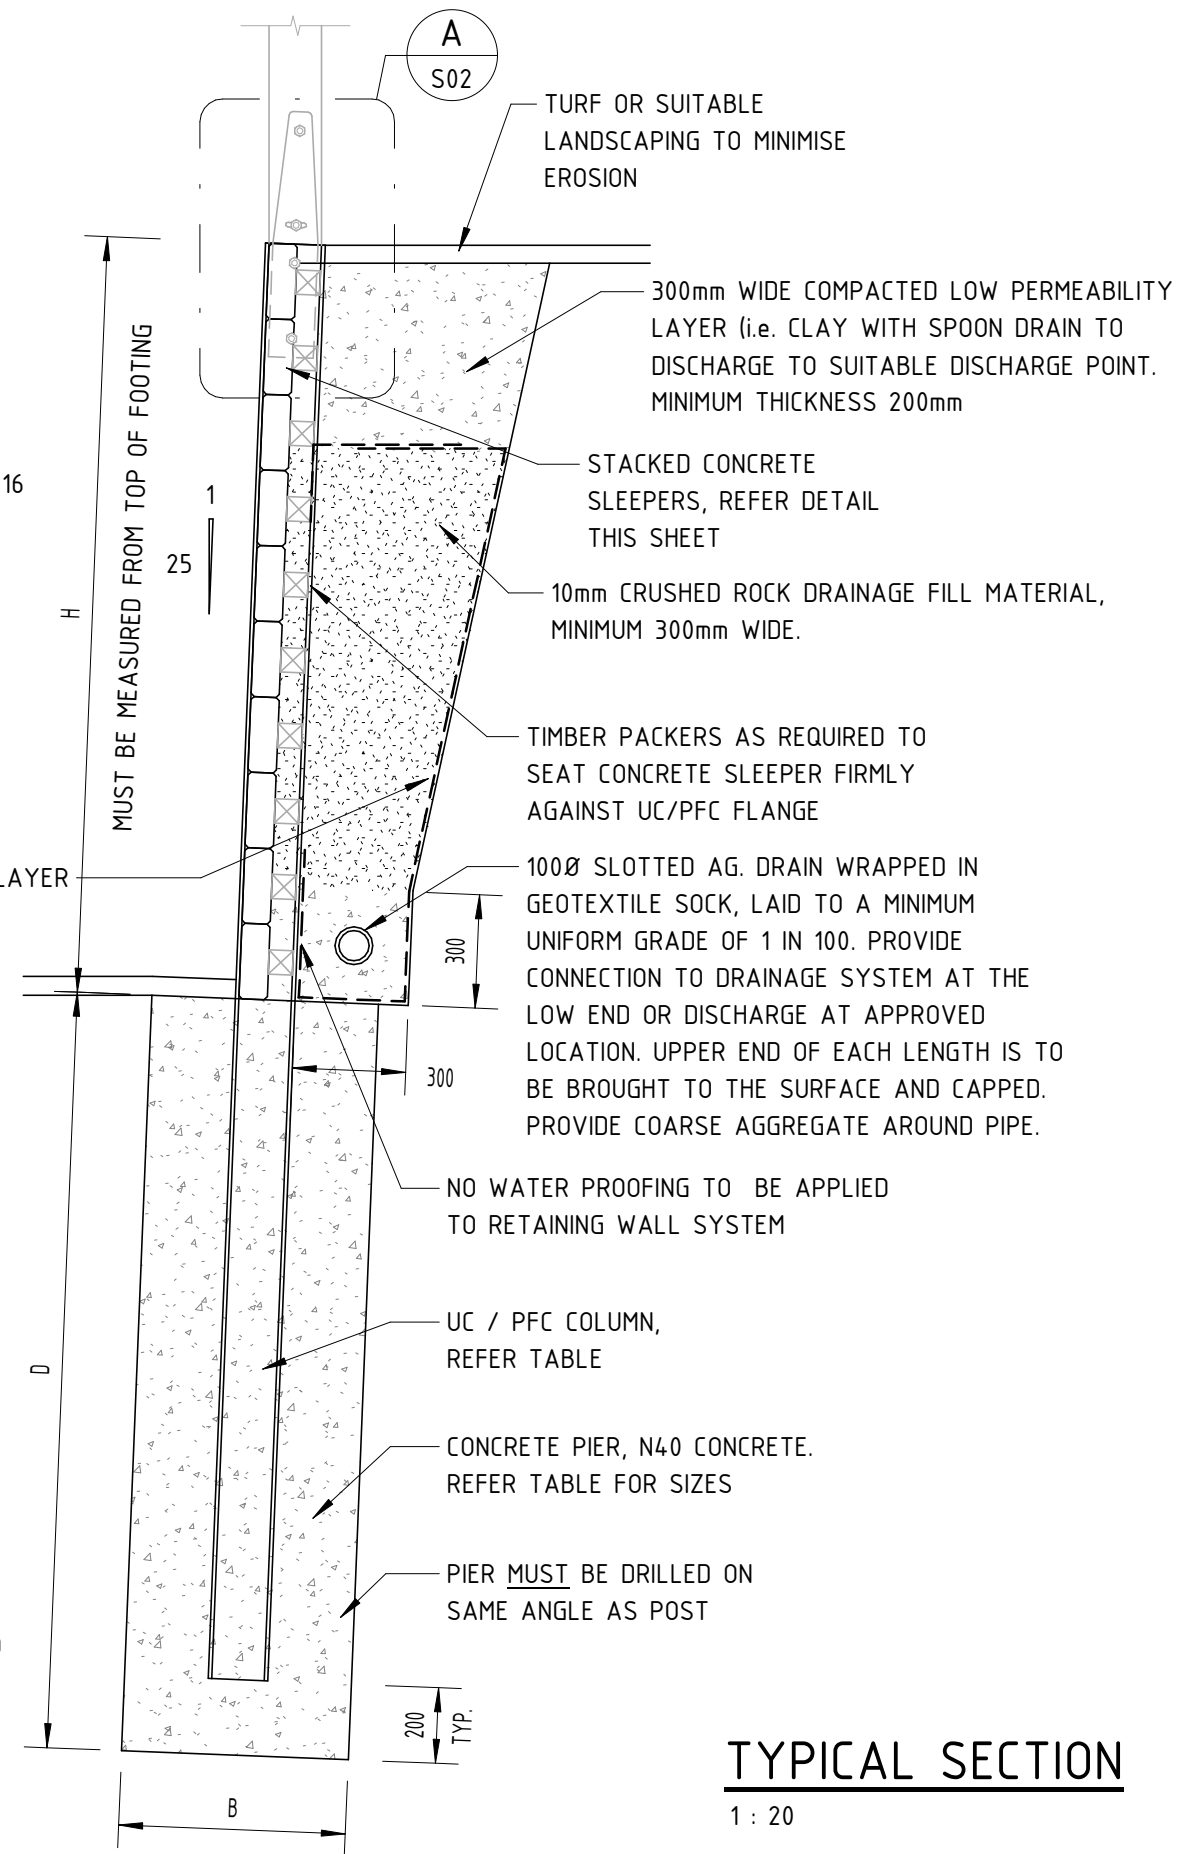 A
S02
TURF OR SUITABLE
LANDSCAPING TO MINIMISE
EROSION
300mm WIDE COMPACTED LOW PERMEABILITY
LAYER (i.e. CLAY WITH SPOON DRAIN TO
DISCHARGE TO SUITABLE DISCHARGE POINT.
MINIMUM THICKNESS 200mm
STACKED CONCRETE
SLEEPERS, REFER DETAIL
THIS SHEET
16
1
25
H
MUST BE MEASURED FROM TOP OF FOOTING
10mm CRUSHED ROCK DRAINAGE FILL MATERIAL,
MINIMUM 300mm WIDE.
TIMBER PACKERS AS REQUIRED TO
SEAT CONCRETE SLEEPER FIRMLY
AGAINST UC/PFC FLANGE
LAYER
100Ø SLOTTED AG. DRAIN WRAPPED IN
GEOTEXTILE SOCK, LAID TO A MINIMUM
UNIFORM GRADE OF 1 IN 100. PROVIDE
CONNECTION TO DRAINAGE SYSTEM AT THE
LOW END OR DISCHARGE AT APPROVED
LOCATION. UPPER END OF EACH LENGTH IS TO
BE BROUGHT TO THE SURFACE AND CAPPED.
PROVIDE COARSE AGGREGATE AROUND PIPE.
300
300
NO WATER PROOFING TO BE APPLIED
TO RETAINING WALL SYSTEM
UC / PFC COLUMN,
REFER TABLE
D
CONCRETE PIER, N40 CONCRETE.
REFER TABLE FOR SIZES
PIER MUST BE DRILLED ON
SAME ANGLE AS POST
200
TYP.
B
TYPICAL SECTION
1 : 20